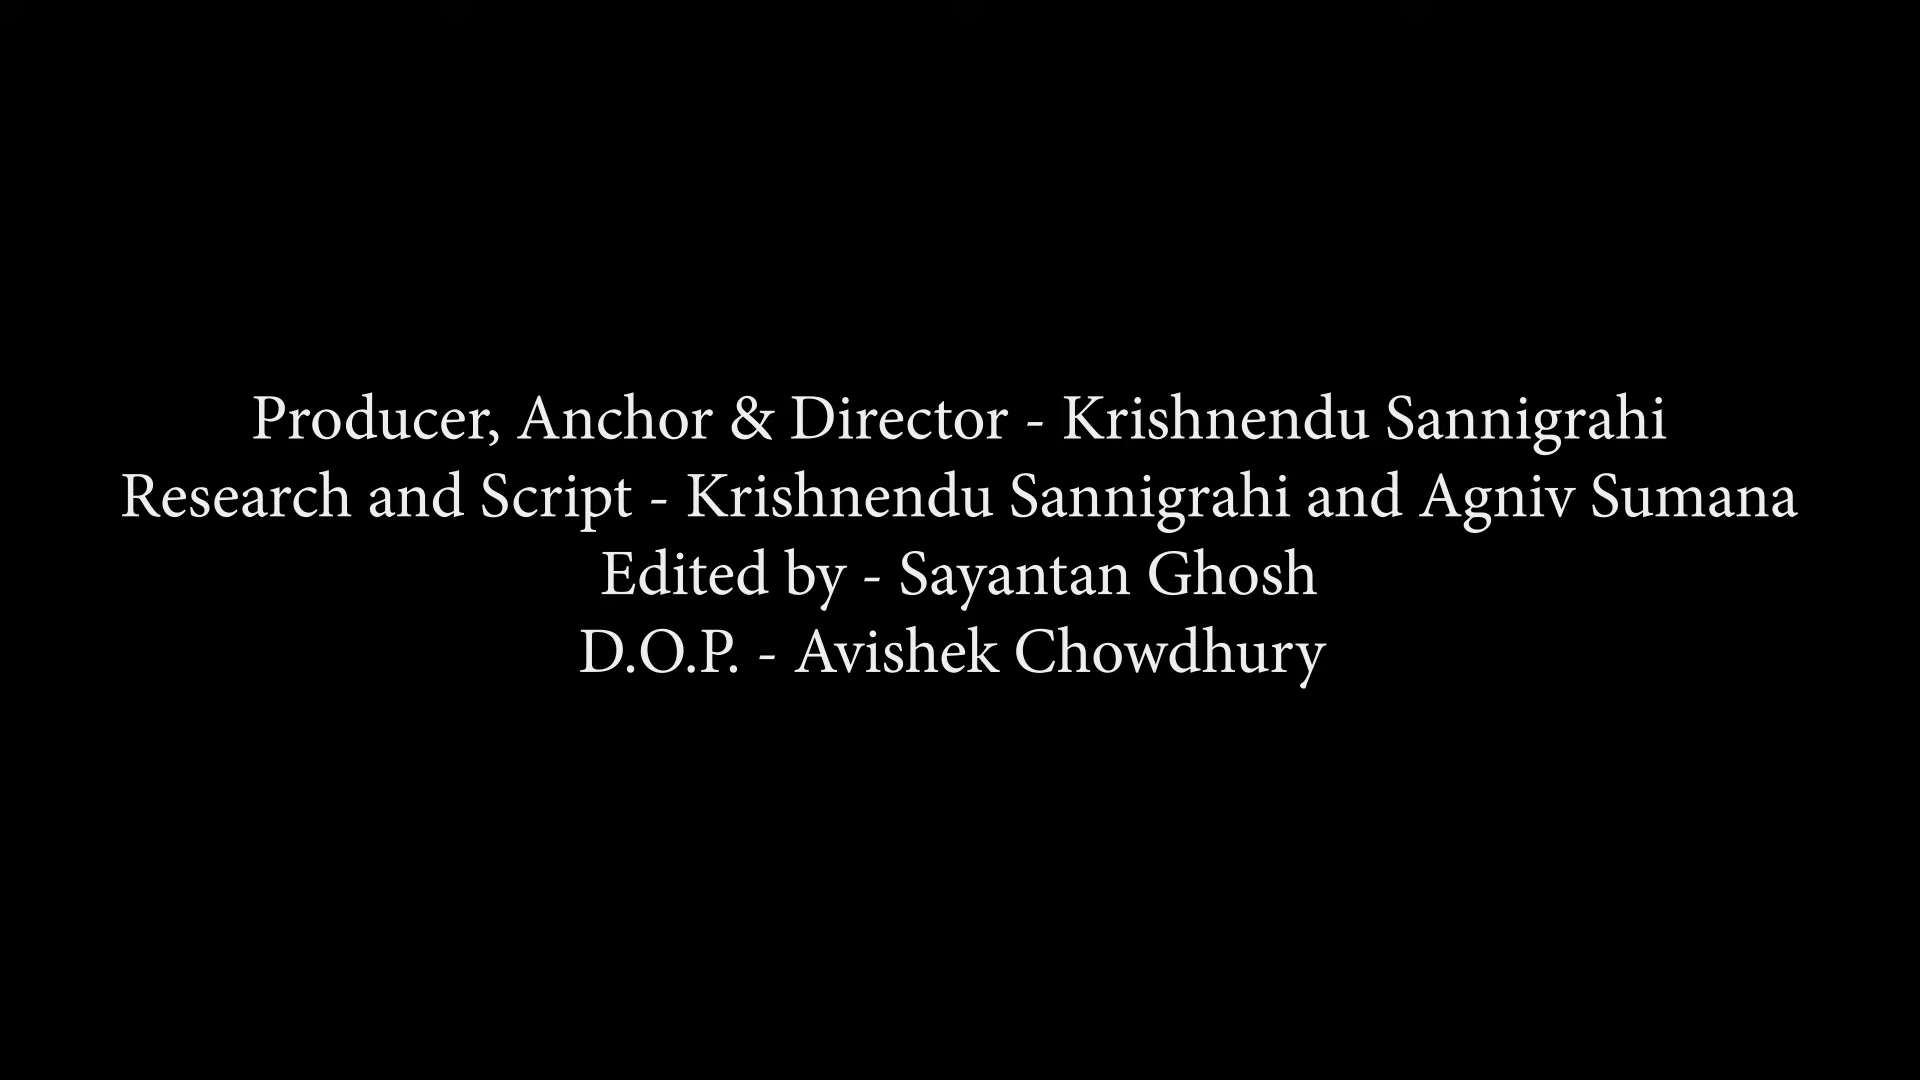 Producer, Anchor & Director - Krishnendu Sannigrahi
Research and Script - Krishnendu Sannigrahi and Agniv Sumana
Edited by - Sayantan Ghosh
D.O.P. - Avishek Chowdhury